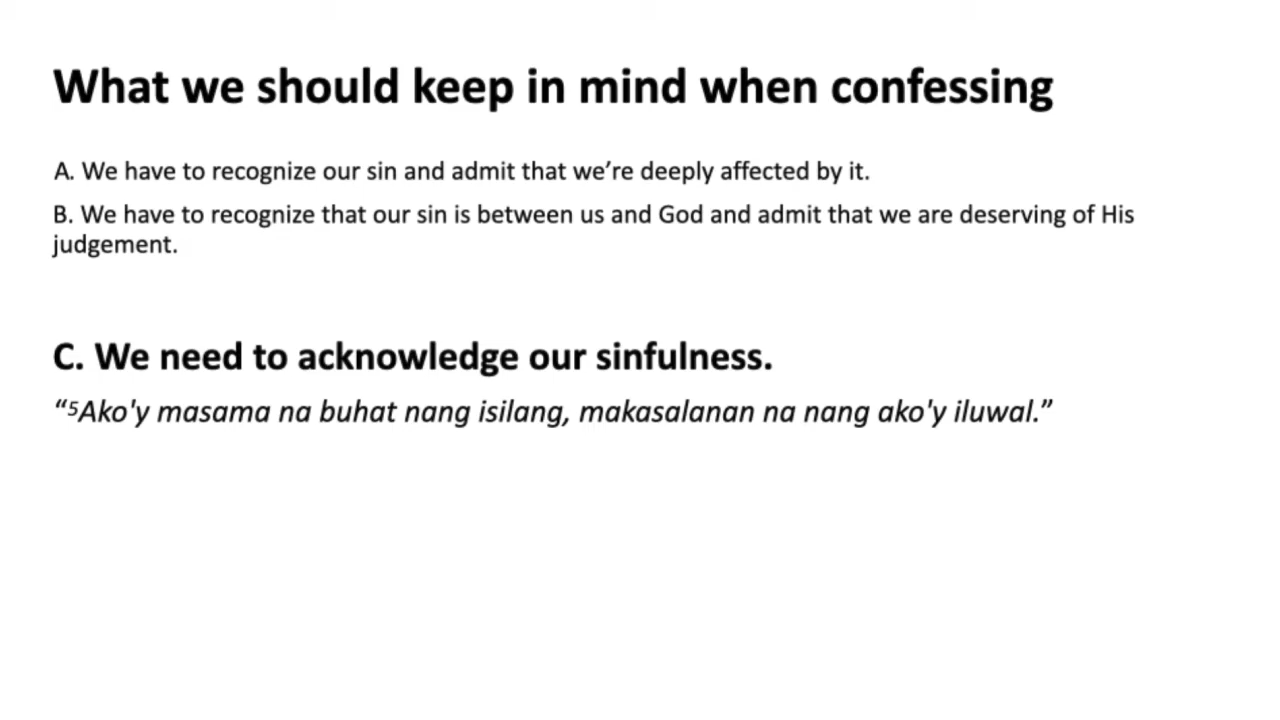 What we should keep in mind when confessing
A. We have to recognize our sin and admit that we’re deeply affected by it.
B. We have to recognize that our sin is between us and God and admit that we are deserving of His
judgement.
C. We need to acknowledge our sinfulness.
“⁵Ako'y masama na buhat nang isilang, makasalanan na nang ako'y iluwal.”